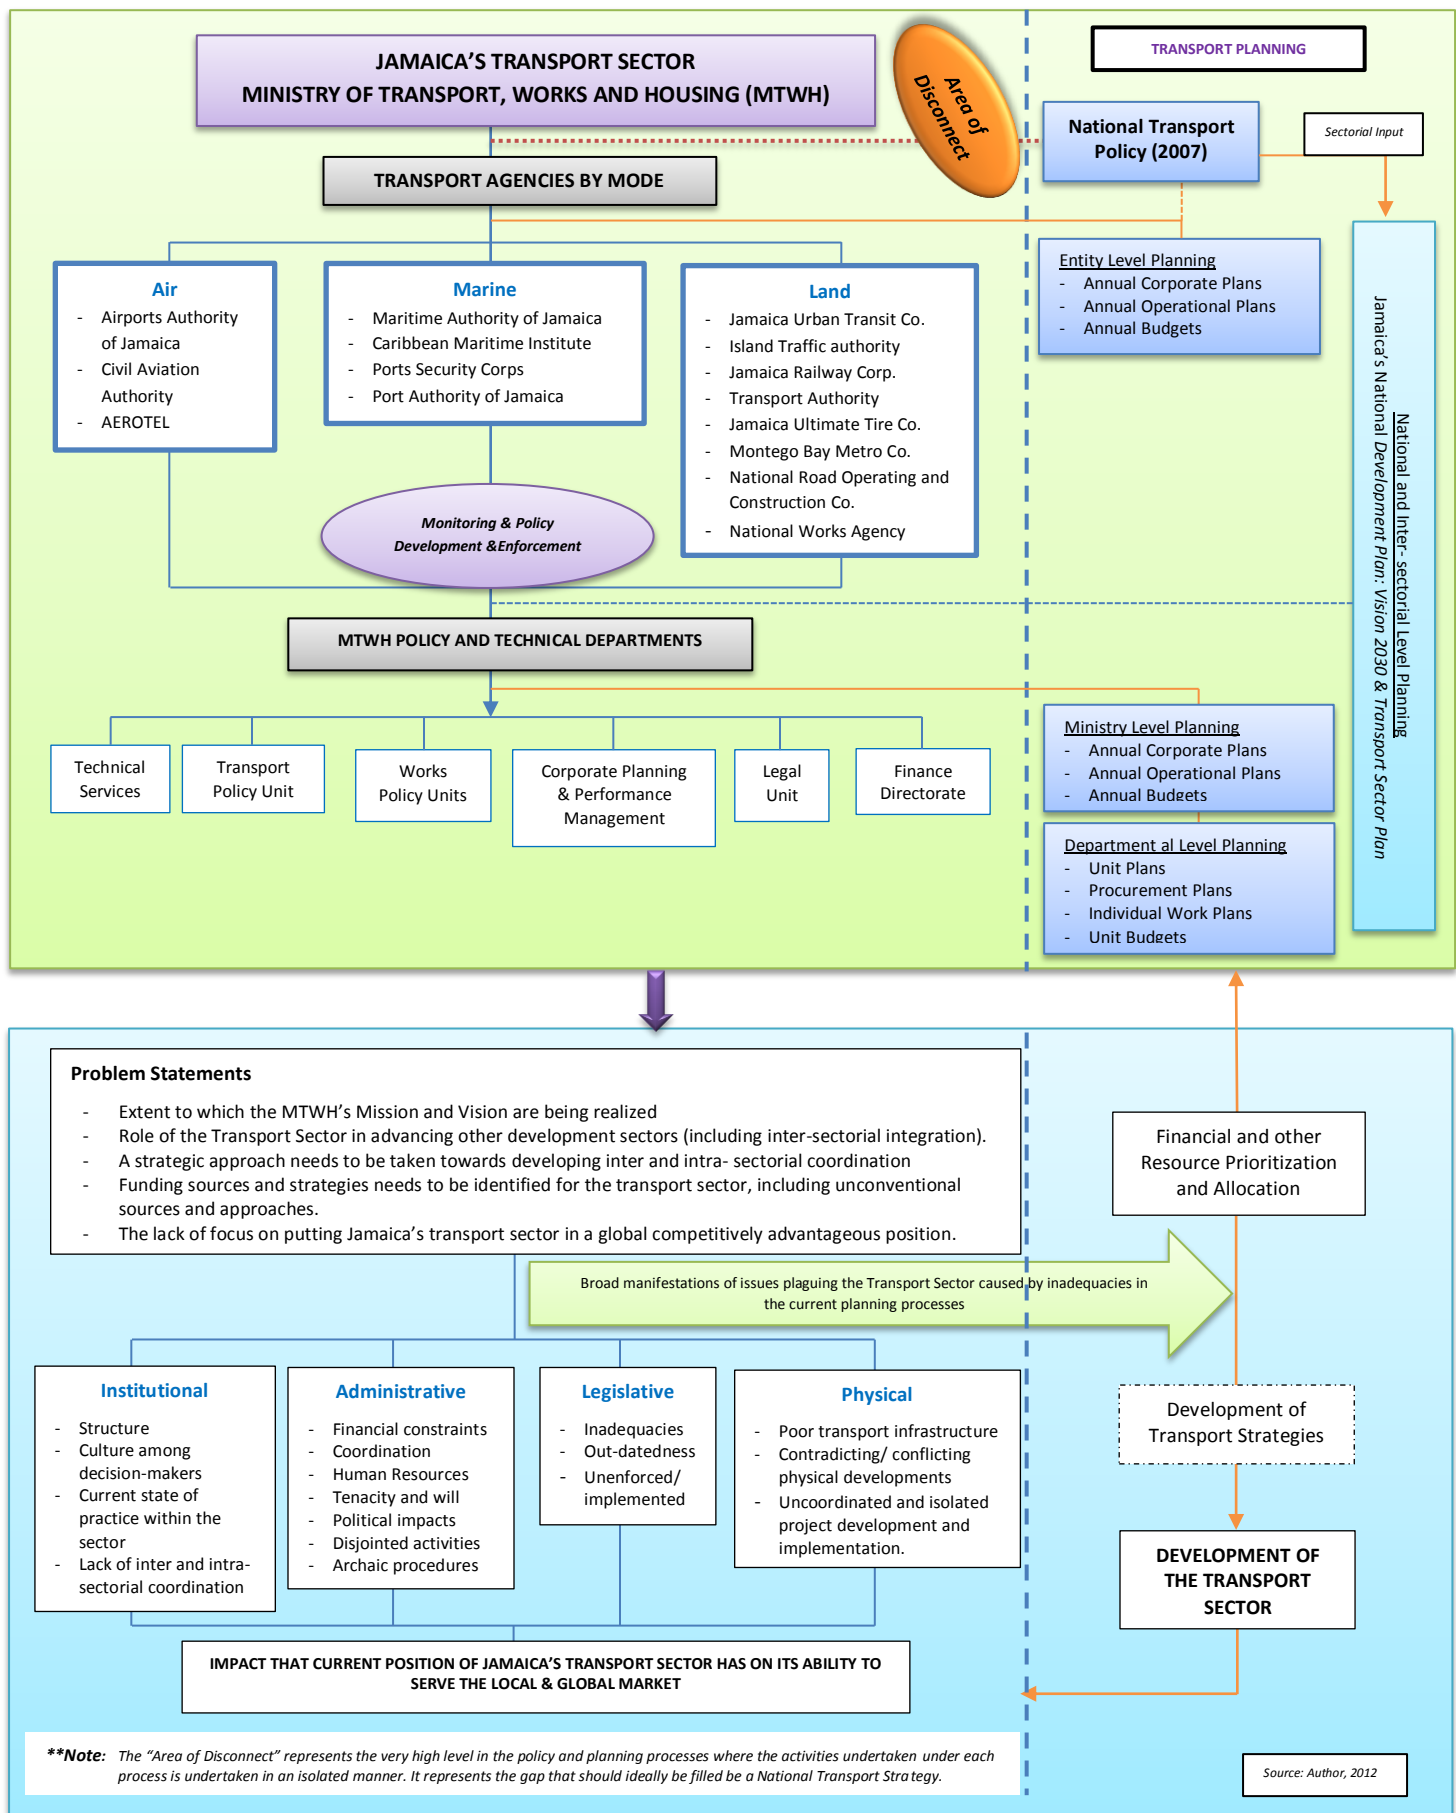 JAMAICA'S TRANSPORT SECTOR
MINISTRY OF TRANSPORT, WORKS AND HOUSING (MTWH)
Area of
Disconnect
TRANSPORT PLANNING
National Transport
Policy (2007)
Sectorial Input
TRANSPORT AGENCIES BY MODE
Air
- Airports Authority
of Jamaica
- Civil Aviation
Authority
- AEROTEL
Marine
- Maritime Authority of Jamaica
- Caribbean Maritime Institute
- Ports Security Corps
- Port Authority of Jamaica
Land
- Jamaica Urban Transit Co.
- Island Traffic authority
- Jamaica Railway Corp.
- Transport Authority
- Jamaica Ultimate Tire Co.
- Montego Bay Metro Co.
- National Road Operating and
Construction Co.
- National Works Agency
Entity Level Planning
- Annual Corporate Plans
- Annual Operational Plans
- Annual Budgets
National and Inter- sectorial Level Planning
Jamaica's National Development Plan: Vision 2030 & Transport Sector Plan
Monitoring & Policy
Development &Enforcement
MTWH POLICY AND TECHNICAL DEPARTMENTS
Technical
Services
Transport
Policy Unit
Works
Policy Units
Corporate Planning
& Performance
Management
Legal
Unit
Finance
Directorate
Ministry Level Planning
- Annual Corporate Plans
- Annual Operational Plans
- Annual Budgets
Department al Level Planning
- Unit Plans
- Procurement Plans
- Individual Work Plans
- Unit Budgets
Problem Statements
- Extent to which the MTWH's Mission and Vision are being realized
- Role of the Transport Sector in advancing other development sectors (including inter-sectorial integration).
- A strategic approach needs to be taken towards developing inter and intra- sectorial coordination
- Funding sources and strategies needs to be identified for the transport sector, including unconventional
sources and approaches.
- The lack of focus on putting Jamaica's transport sector in a global competitively advantageous position.
Financial and other
Resource Prioritization
and Allocation
Broad manifestations of issues plaguing the Transport Sector caused by inadequacies in
the current planning processes
Institutional
- Structure
- Culture among
decision-makers
- Current state of
practice within the
sector
- Lack of inter and intra-
sectorial coordination
Administrative
- Financial constraints
- Coordination
- Human Resources
- Tenacity and will
- Political impacts
- Disjointed activities
- Archaic procedures
Legislative
- Inadequacies
- Out-datedness
- Unenforced/
implemented
Physical
- Poor transport infrastructure
- Contradicting/ conflicting
physical developments
- Uncoordinated and isolated
project development and
implementation.
Development of
Transport Strategies
DEVELOPMENT OF
THE TRANSPORT
SECTOR
IMPACT THAT CURRENT POSITION OF JAMAICA'S TRANSPORT SECTOR HAS ON ITS ABILITY TO
SERVE THE LOCAL & GLOBAL MARKET
**Note: The "Area of Disconnect" represents the very high level in the policy and planning processes where the activities undertaken under each
process is undertaken in an isolated manner. It represents the gap that should ideally be filled be a National Transport Strategy.
Source: Author, 2012